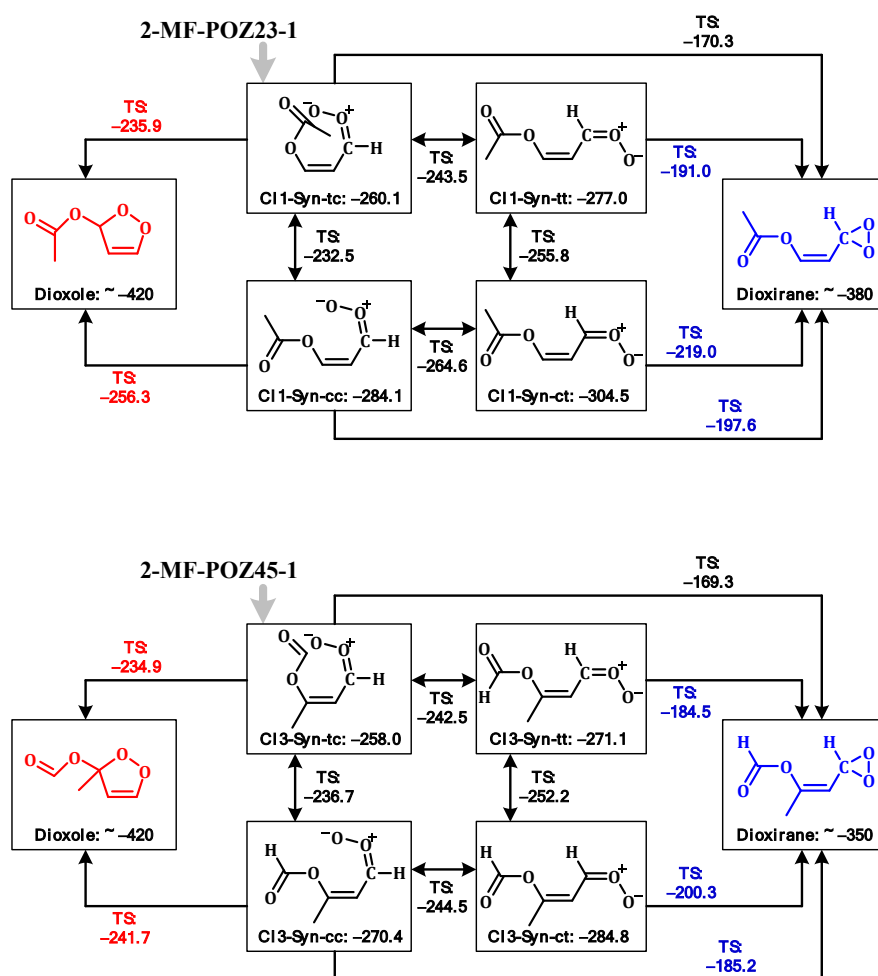 2-MF-POZ23-1
TS:
−170.3
TS:
−235.9
O
−O
O
+
O
C
H
CI1-Syn-tc: −260.1
TS:
−243.5
O
O
H
C
O
+
O−
CI1-Syn-tt: −277.0
TS:
−191.0
O
O
O
O
Dioxole: ~ −420
TS:
−232.5
TS:
−255.8
O
O
H
C
O
O
Dioxirane: ~ −380
TS:
−256.3
−O
O
+
O
O
C
H
CI1-Syn-cc: −284.1
TS:
−264.6
O
O
H
C
O
+
O−
CI1-Syn-ct: −304.5
TS:
−219.0
TS:
−197.6
2-MF-POZ45-1
TS:
−169.3
TS:
−234.9
O
−O
O
+
O
C
H
CI3-Syn-tc: −258.0
TS:
−242.5
O
H
O
H
C
O
+
O−
CI3-Syn-tt: −271.1
TS:
−184.5
O
O
O
O
Dioxole: ~ −420
TS:
−236.7
TS:
−252.2
H
O
O
H
C
O
O
Dioxirane: ~ −350
TS:
−241.7
H
O
O
−O
O
+
C
H
CI3-Syn-cc: −270.4
TS:
−244.5
H
O
O
H
C
O
+
O−
CI3-Syn-ct: −284.8
TS:
−200.3
TS:
−185.2